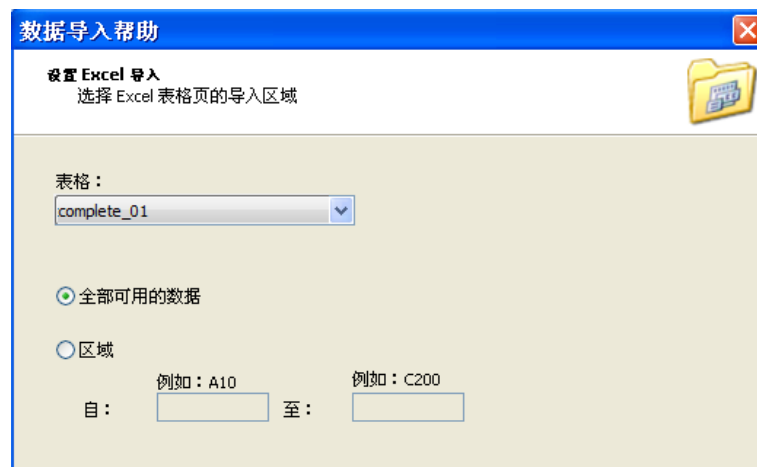 数据导入帮助
设置 Excel 导入
选择 Excel 表格页的导入区域
表格：
complete_01
全部可用的数据
区域
例如：A10 例如：C200
自： 至：